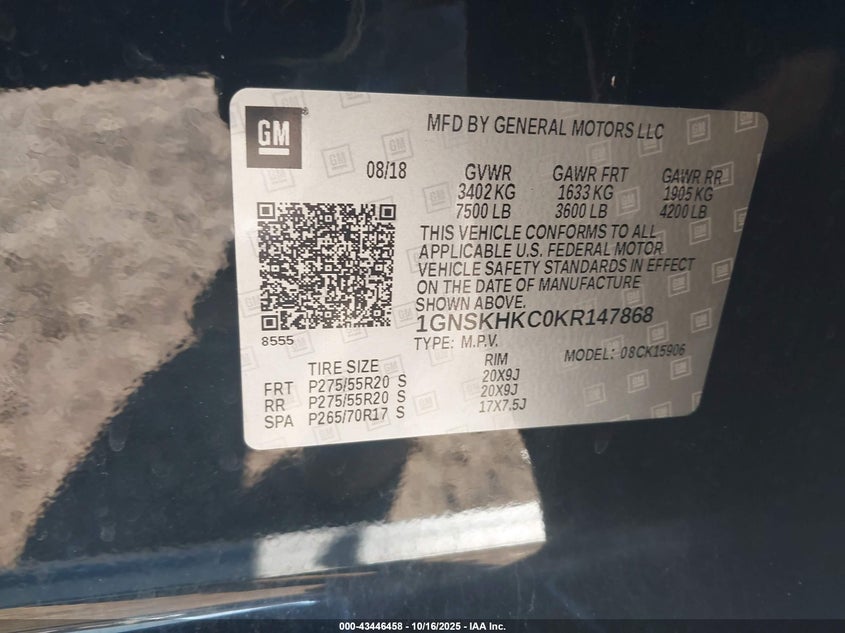 GM
MFD BY GENERAL MOTORS LLC
08/18 GVWR GAWR FRT GAWR RR
3402 KG 1633 KG 1905 KG
7500 LB 3600 LB 4200 LB
THIS VEHICLE CONFORMS TO ALL
APPLICABLE U.S. FEDERAL MOTOR
VEHICLE SAFETY STANDARDS IN EFFECT
ON THE DATE OF MANUFACTURE
SHOWN ABOVE.
1GNSKHKC0KR147868
8555
TYPE: M.P.V. MODEL: 08CK15906
TIRE SIZE RIM
FRT P275/55R20 S 20X9J
RR P275/55R20 S 20X9J
SPA P265/70R17 S 17X7.5J
000-43446458 - 10/16/2025 - IAA Inc.